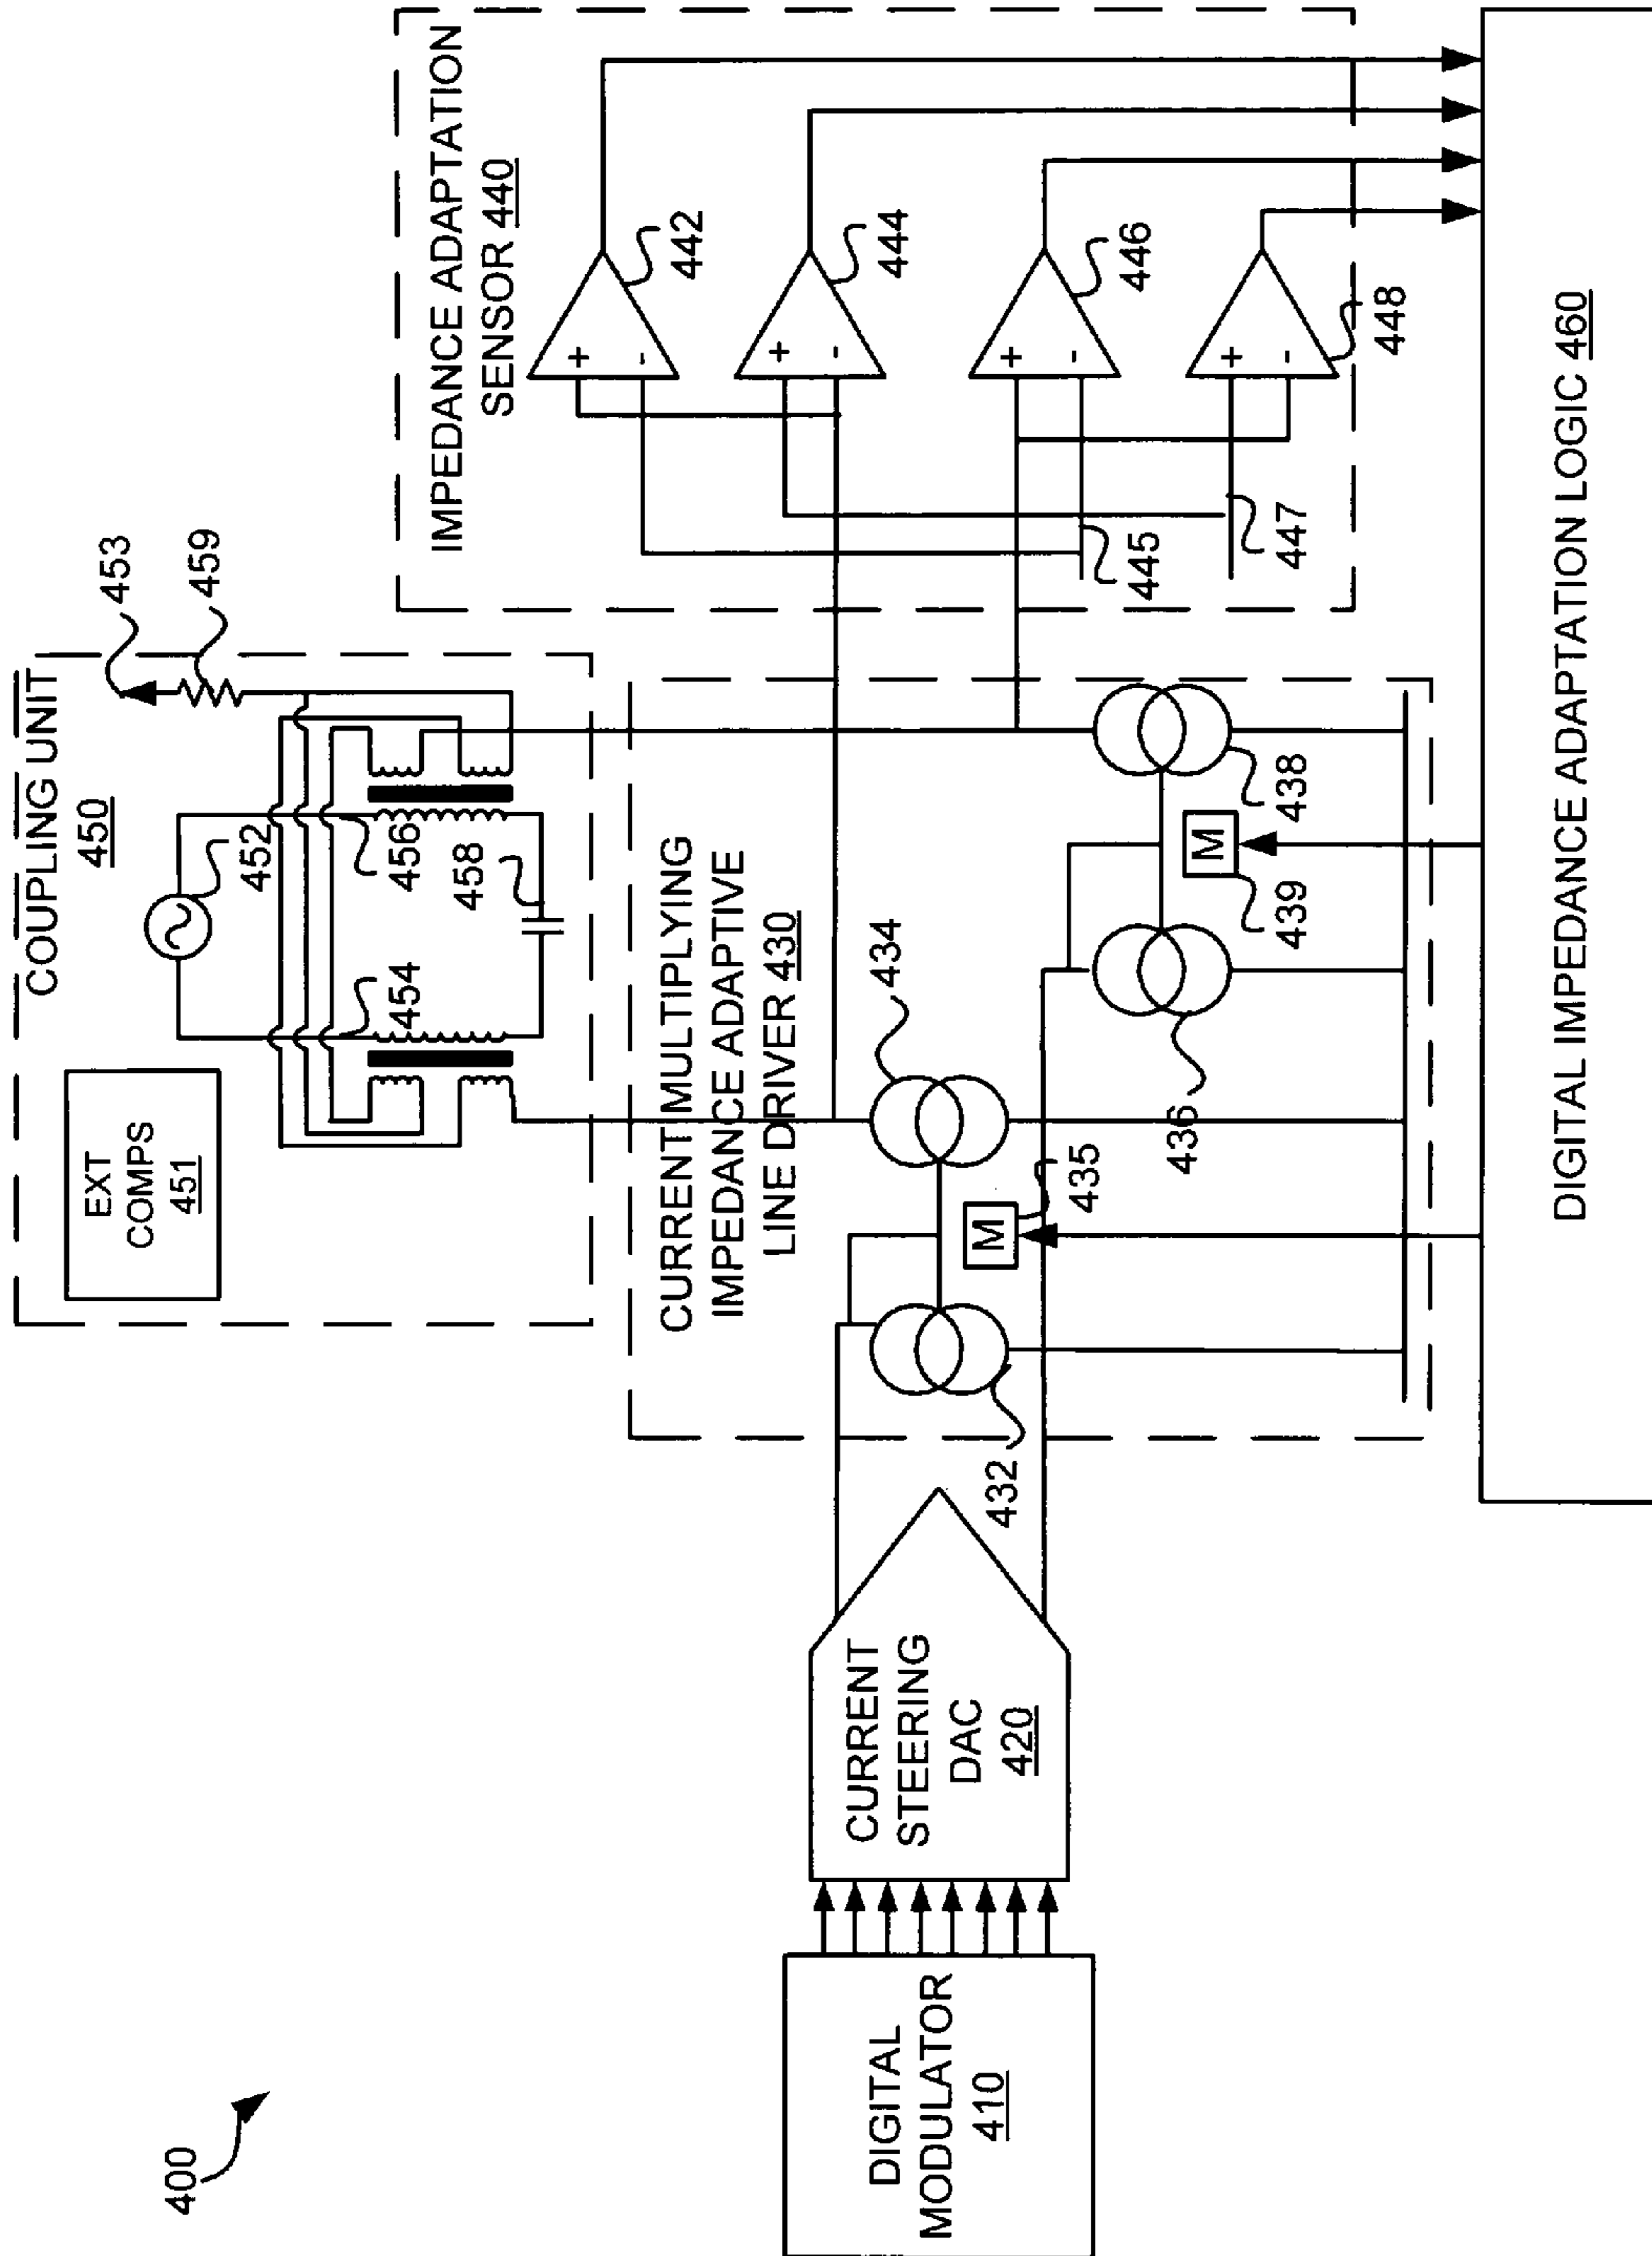 400
DIGITAL
MODULATOR
410
CURRENT
STEERING
DAC
420
COUPLING UNIT
450
EXT
COMPS
451
452
453
454
456
458
459
CURRENT MULTIPLYING
IMPEDANCE ADAPTIVE
LINE DRIVER 430
432
434
M
435
436
M
438
439
IMPEDANCE ADAPTATION
SENSOR 440
+
-
442
+
-
444
+
-
446
+
-
448
445
447
DIGITAL IMPEDANCE ADAPTATION LOGIC 460